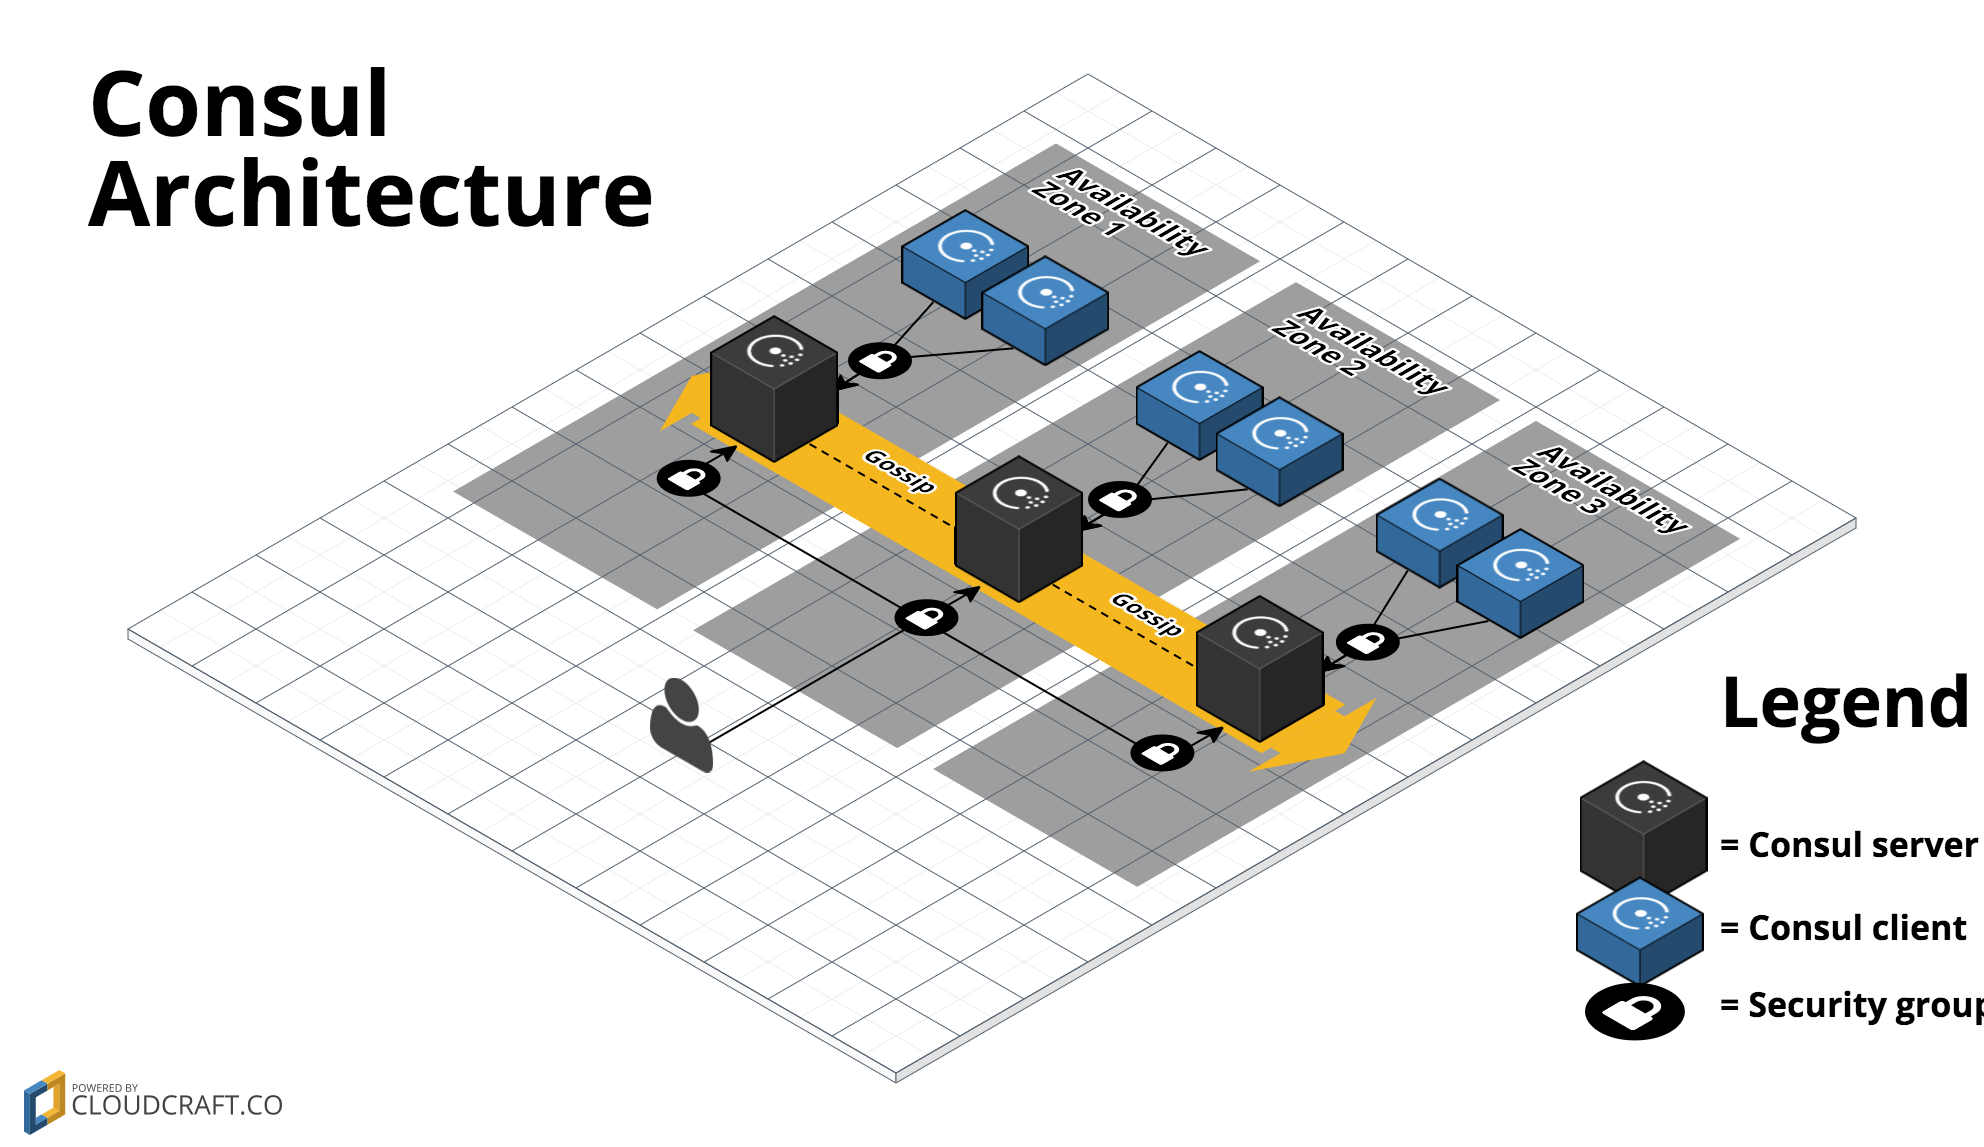 Consul
Architecture
Availability
Zone 1
Availability
Zone 2
Availability
Zone 3
Gossip
Gossip
Legend
= Consul server
= Consul client
= Security group
POWERED BY
CLOUDCRAFT.CO